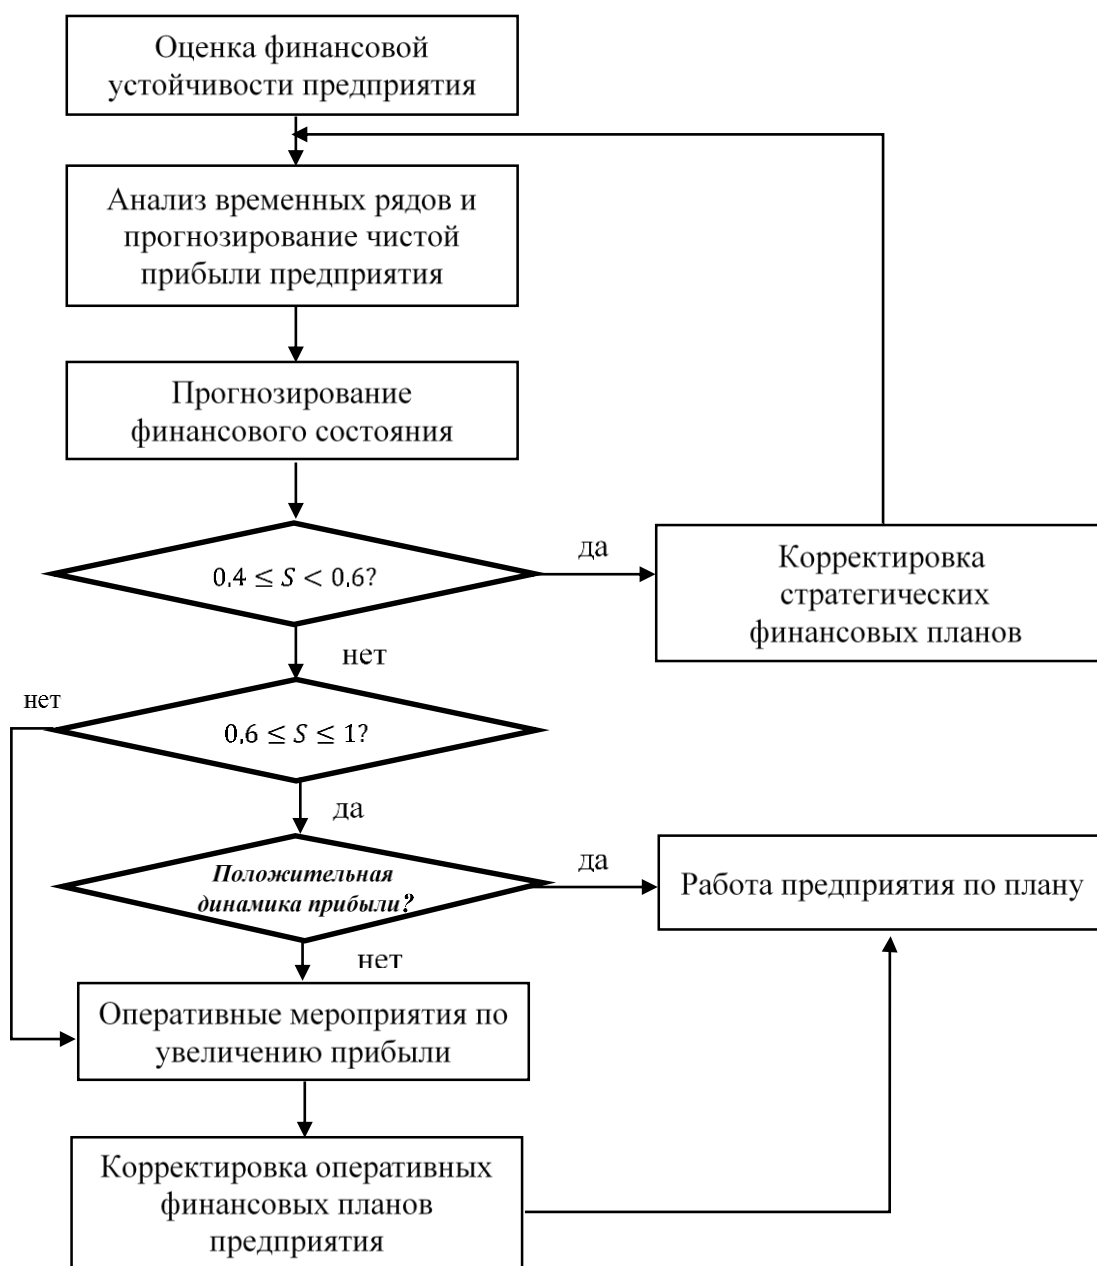 Оценка финансовой
устойчивости предприятия
Анализ временных рядов и
прогнозирование чистой
прибыли предприятия
Прогнозирование
финансового состояния
0.4 ≤ S < 0.6?
да
Корректировка
стратегических
финансовых планов
нет
нет
0.6 ≤ S ≤ 1?
да
Положительная
динамика прибыли?
да
Работа предприятия по плану
нет
Оперативные мероприятия по
увеличению прибыли
Корректировка оперативных
финансовых планов
предприятия